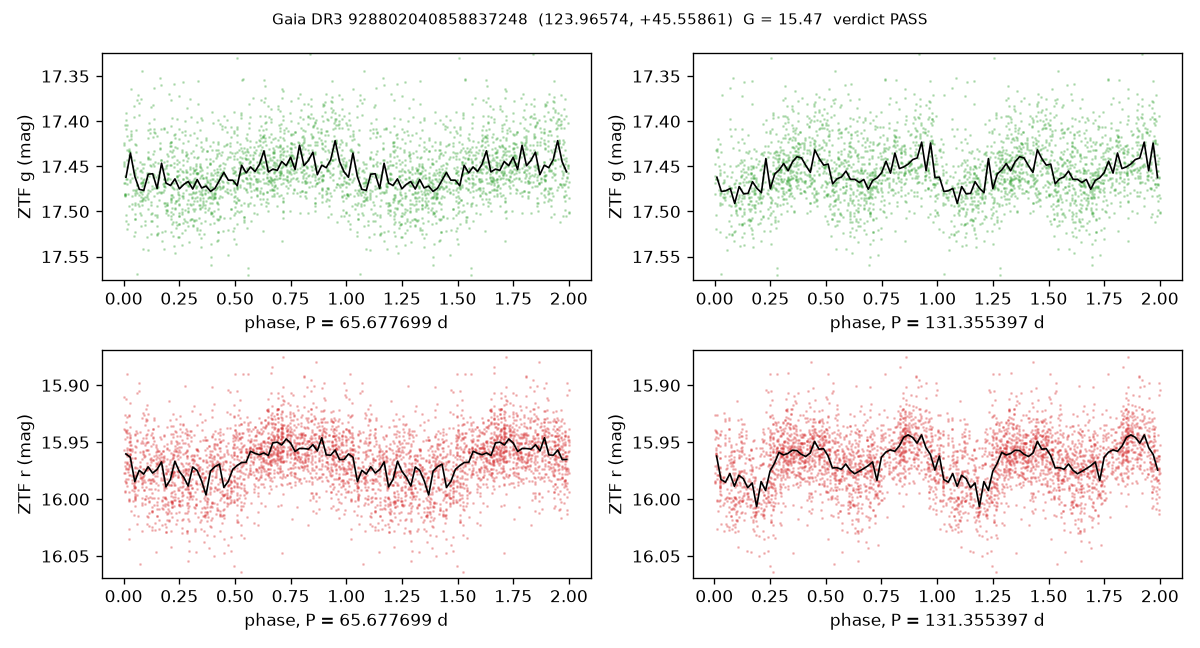 Gaia DR3 928802040858837248 (123.96574, +45.55861) G = 15.47 verdict PASS
ZTF g (mag)
17.35
17.40
17.45
17.50
17.55
0.00 0.25 0.50 0.75 1.00 1.25 1.50 1.75 2.00
phase, P = 65.677699 d
ZTF g (mag)
17.35
17.40
17.45
17.50
17.55
0.00 0.25 0.50 0.75 1.00 1.25 1.50 1.75 2.00
phase, P = 131.355397 d
ZTF r (mag)
15.90
15.95
16.00
16.05
0.00 0.25 0.50 0.75 1.00 1.25 1.50 1.75 2.00
phase, P = 65.677699 d
ZTF r (mag)
15.90
15.95
16.00
16.05
0.00 0.25 0.50 0.75 1.00 1.25 1.50 1.75 2.00
phase, P = 131.355397 d